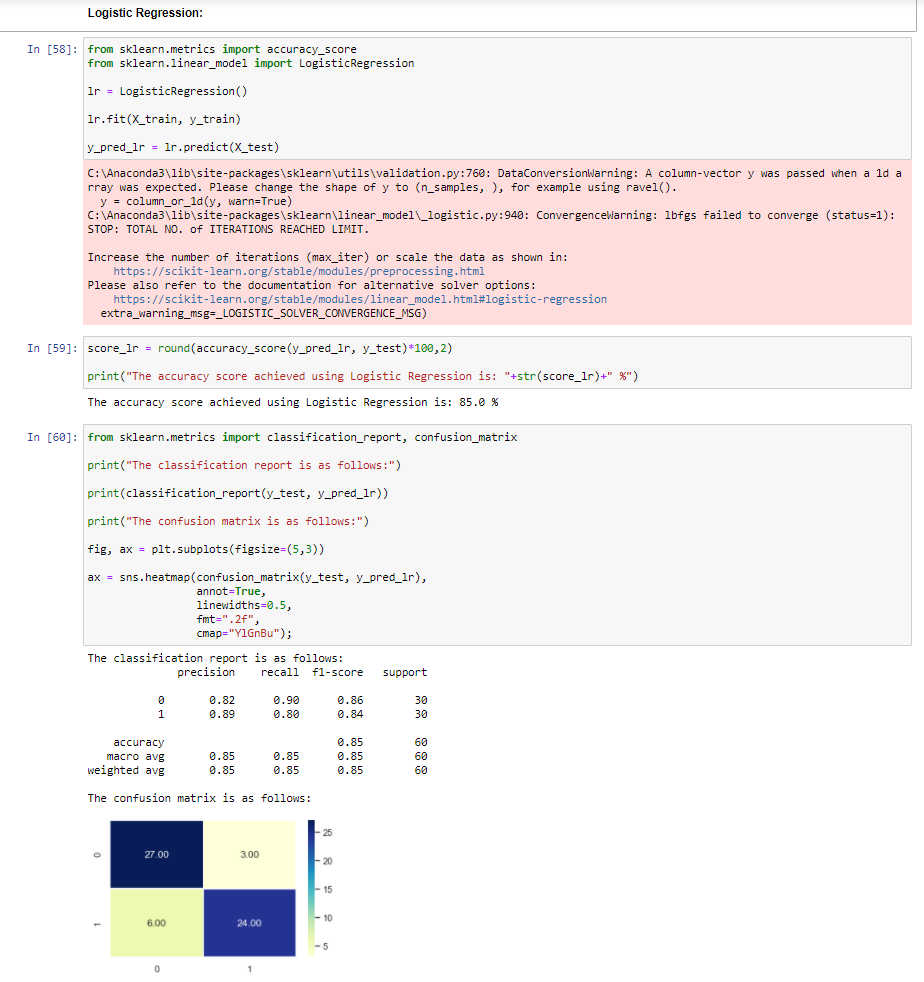 Logistic Regression:
In [58]: from sklearn.metrics import accuracy_score
from sklearn.linear_model import LogisticRegression
lr = LogisticRegression()
lr.fit(X_train, y_train)
y_pred_lr = lr.predict(X_test)
C:\Anaconda3\lib\site-packages\sklearn\utils\validation.py:760: DataConversionWarning: A column-vector y was passed when a 1d a
rray was expected. Please change the shape of y to (n_samples, ), for example using ravel().
y = column_or_1d(y, warn=True)
C:\Anaconda3\lib\site-packages\sklearn\linear_model\_logistic.py:940: ConvergenceWarning: lbfgs failed to converge (status=1):
STOP: TOTAL NO. of ITERATIONS REACHED LIMIT.
Increase the number of iterations (max_iter) or scale the data as shown in:
https://scikit-learn.org/stable/modules/preprocessing.html
Please also refer to the documentation for alternative solver options:
https://scikit-learn.org/stable/modules/linear_model.html#logistic-regression
extra_warning_msg=_LOGISTIC_SOLVER_CONVERGENCE_MSG)
In [59]: score_lr = round(accuracy_score(y_pred_lr, y_test)*100,2)
print("The accuracy score achieved using Logistic Regression is: "+str(score_lr)+" %")
The accuracy score achieved using Logistic Regression is: 85.0 %
In [60]: from sklearn.metrics import classification_report, confusion_matrix
print("The classification report is as follows:")
print(classification_report(y_test, y_pred_lr))
print("The confusion matrix is as follows:")
fig, ax = plt.subplots(figsize=(5,3))
ax = sns.heatmap(confusion_matrix(y_test, y_pred_lr),
annot=True,
linewidths=0.5,
fmt=".2f",
cmap="YlGnBu");
The classification report is as follows:
precision recall f1-score support
0 0.82 0.90 0.86 30
1 0.89 0.80 0.84 30
accuracy 0.85 60
macro avg 0.85 0.85 0.85 60
weighted avg 0.85 0.85 0.85 60
The confusion matrix is as follows:
25
0 27.00 3.00
20
15
1 6.00 24.00
10
5
0 1